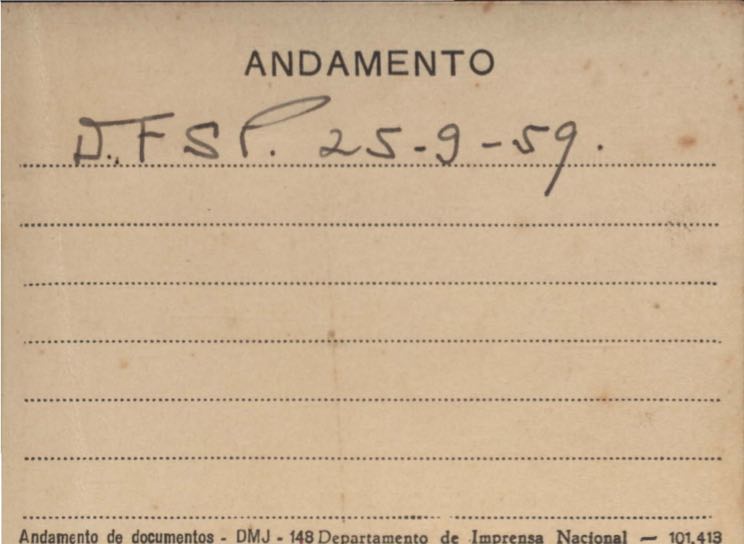 ANDAMENTO
D.FSP. 25-9-59.
Andamento de documentos - DMJ - 148 Departamento de Imprensa Nacional — 101.413